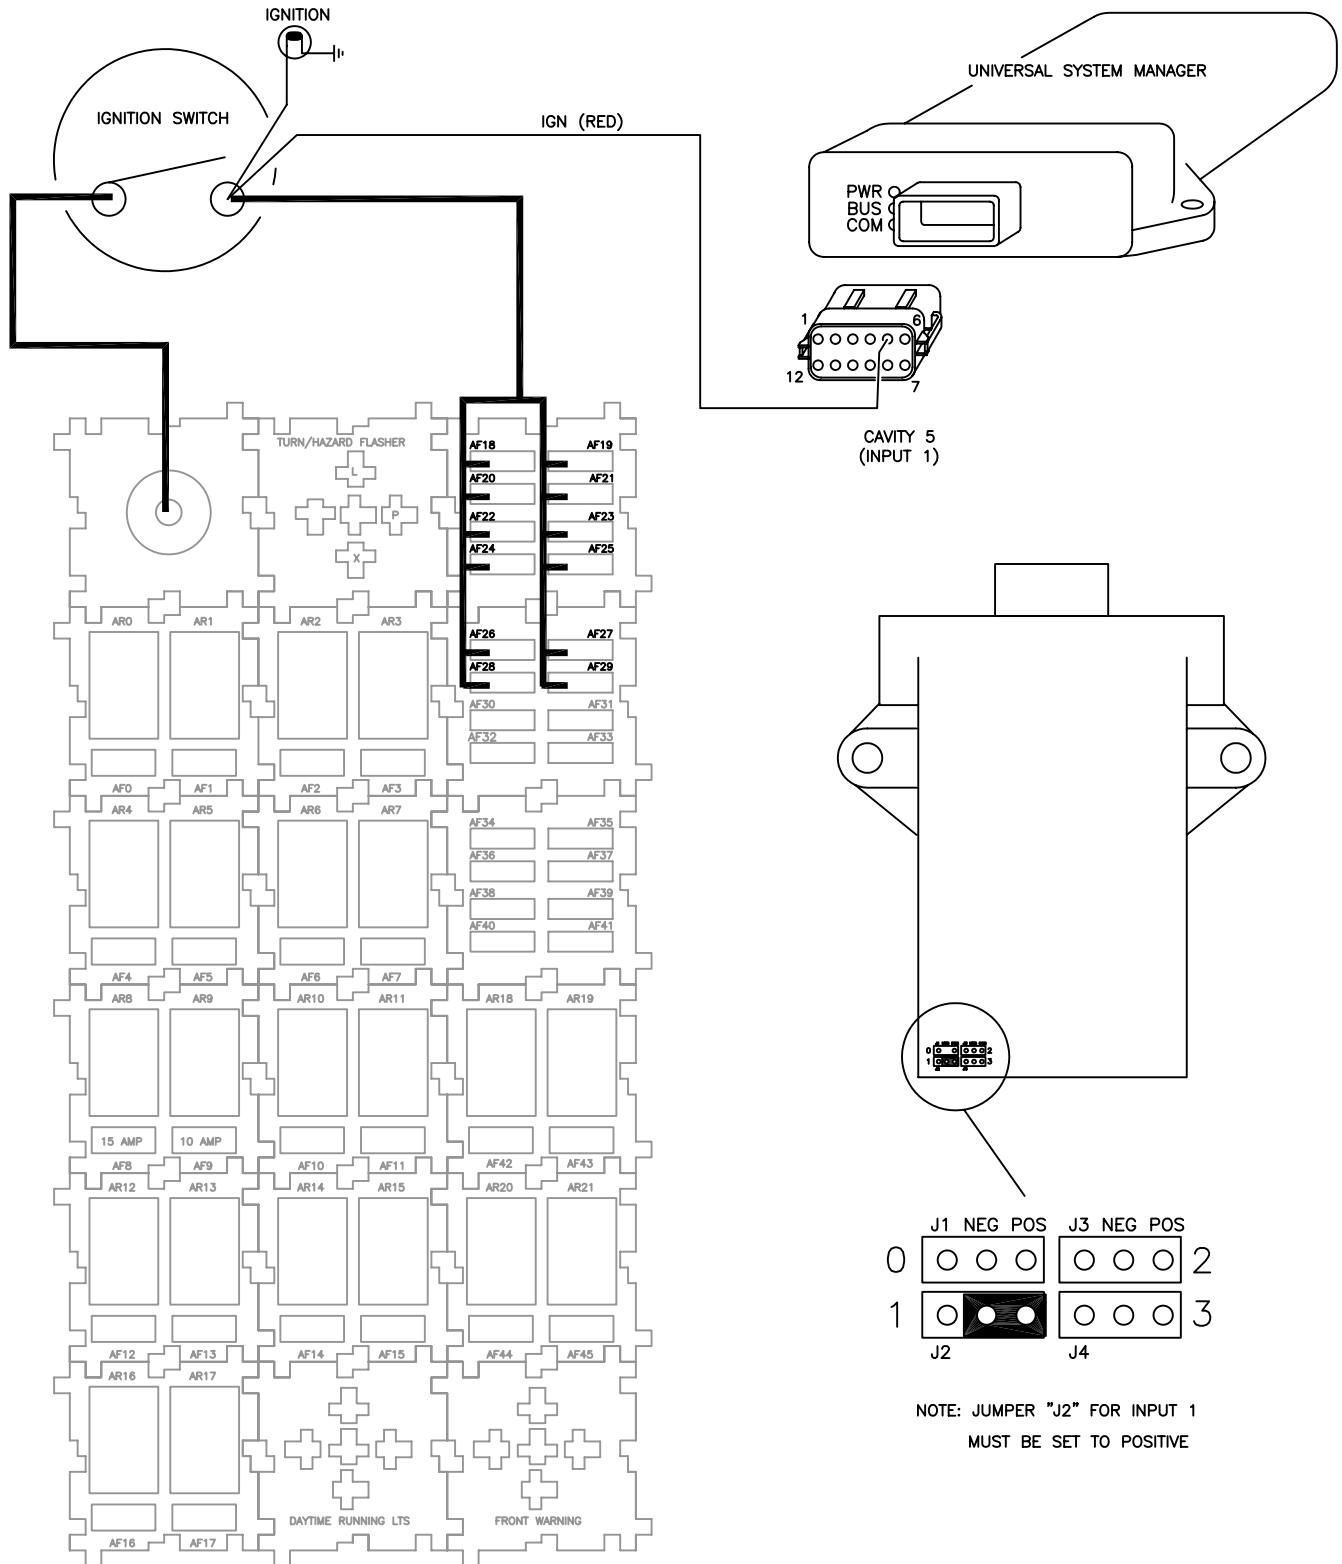 IGNITION
IGNITION SWITCH
IGN (RED)
UNIVERSAL SYSTEM MANAGER
PWR
BUS
COM
1 6
12 7
CAVITY 5
(INPUT 1)
TURN/HAZARD FLASHER
L
P
X
AF18 AF19
AF20 AF21
AF22 AF23
AF24 AF25
AR0 AR1 AR2 AR3
AF26 AF27
AF28 AF29
AF30 AF31
AF32 AF33
AF0 AF1 AF2 AF3
AR4 AR5 AR6 AR7
AF34 AF35
AF36 AF37
AF38 AF39
AF40 AF41
AF4 AF5 AF6 AF7
AR8 AR9 AR10 AR11 AR18 AR19
15 AMP 10 AMP
AF8 AF9 AF10 AF11 AF42 AF43
AR12 AR13 AR14 AR15 AR20 AR21
AF12 AF13 AF14 AF15 AF44 AF45
AR16 AR17
DAYTIME RUNNING LTS FRONT WARNING
AF16 AF17
0 2
1 3
J1 NEG POS J3 NEG POS
0 2
1 3
J2 J4
NOTE: JUMPER "J2" FOR INPUT 1
MUST BE SET TO POSITIVE